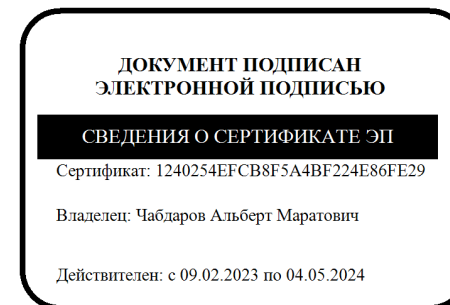 ДОКУМЕНТ ПОДПИСАН
ЭЛЕКТРОННОЙ ПОДПИСЬЮ
СВЕДЕНИЯ О СЕРТИФИКАТЕ ЭП
Сертификат: 1240254EFCB8F5A4BF224E86FE29
Владелец: Чабдаров Альберт Маратович
Действителен: с 09.02.2023 по 04.05.2024